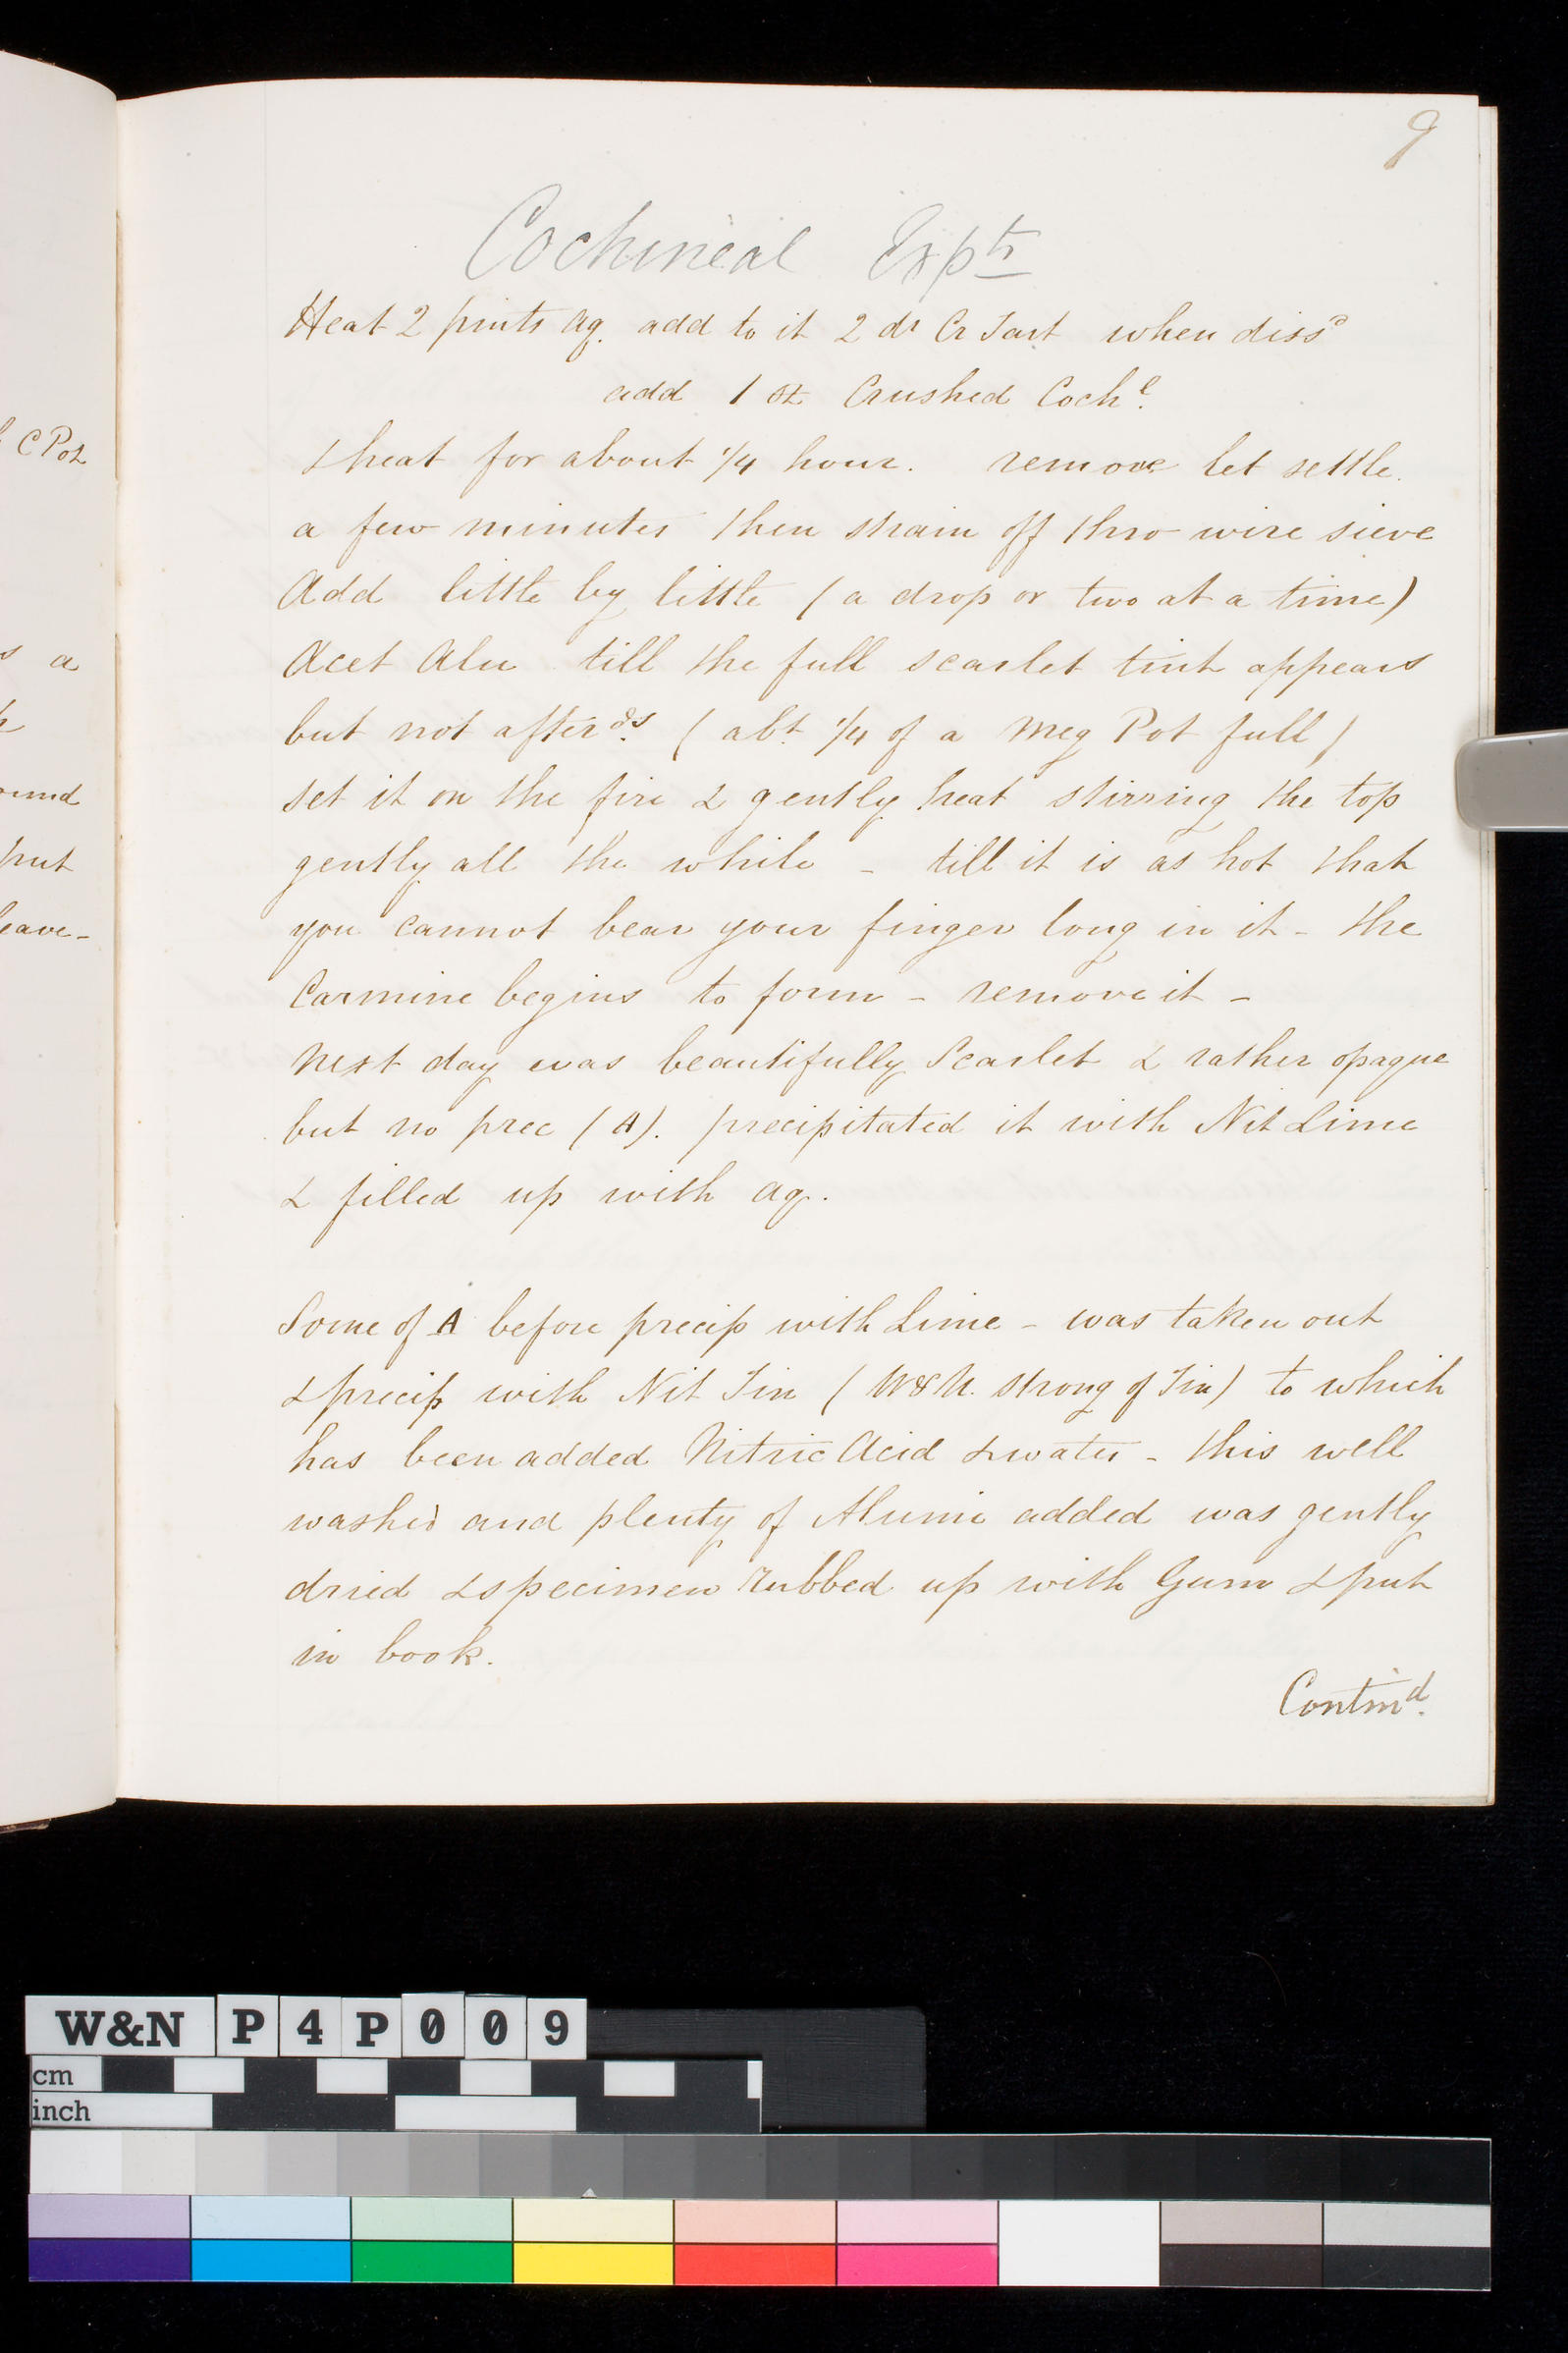 9
Cochineal Expts
Heat 2 pints aq. add to it 2 dr Cr Tart when dissd
add 1 oz Crushed Cochl.
& heat for about 1/4 hour. remove let settle.
a few minutes then strain off thro wire sieve
Add little by little (a drop or two at a time)
Acet Alu till the full scarlet tint appears
but not afterds. (abt 1/4 of a Meg Pot full)
set it on the fire & gently heat stirring the top
gently all the while - till it is as hot that
you cannot bear your finger long in it - the
Carmine begins to form - remove it -
Next day was beautifully Scarlet & rather opaque
but no prec (A). precipitated it with Nit Lime
& filled up with aq.
Some of A before precip with Lime - was taken out
& precip with Nit Tin (W&N. strong of Tin) to which
has been added Nitric Acid & water - this well
washed and plenty of Alumi added was gently
dried & specimen rubbed up with Gum & put
in book.
Contind.
C Pot
s a
ound
put
leave-
W&N P4P009
cm
inch